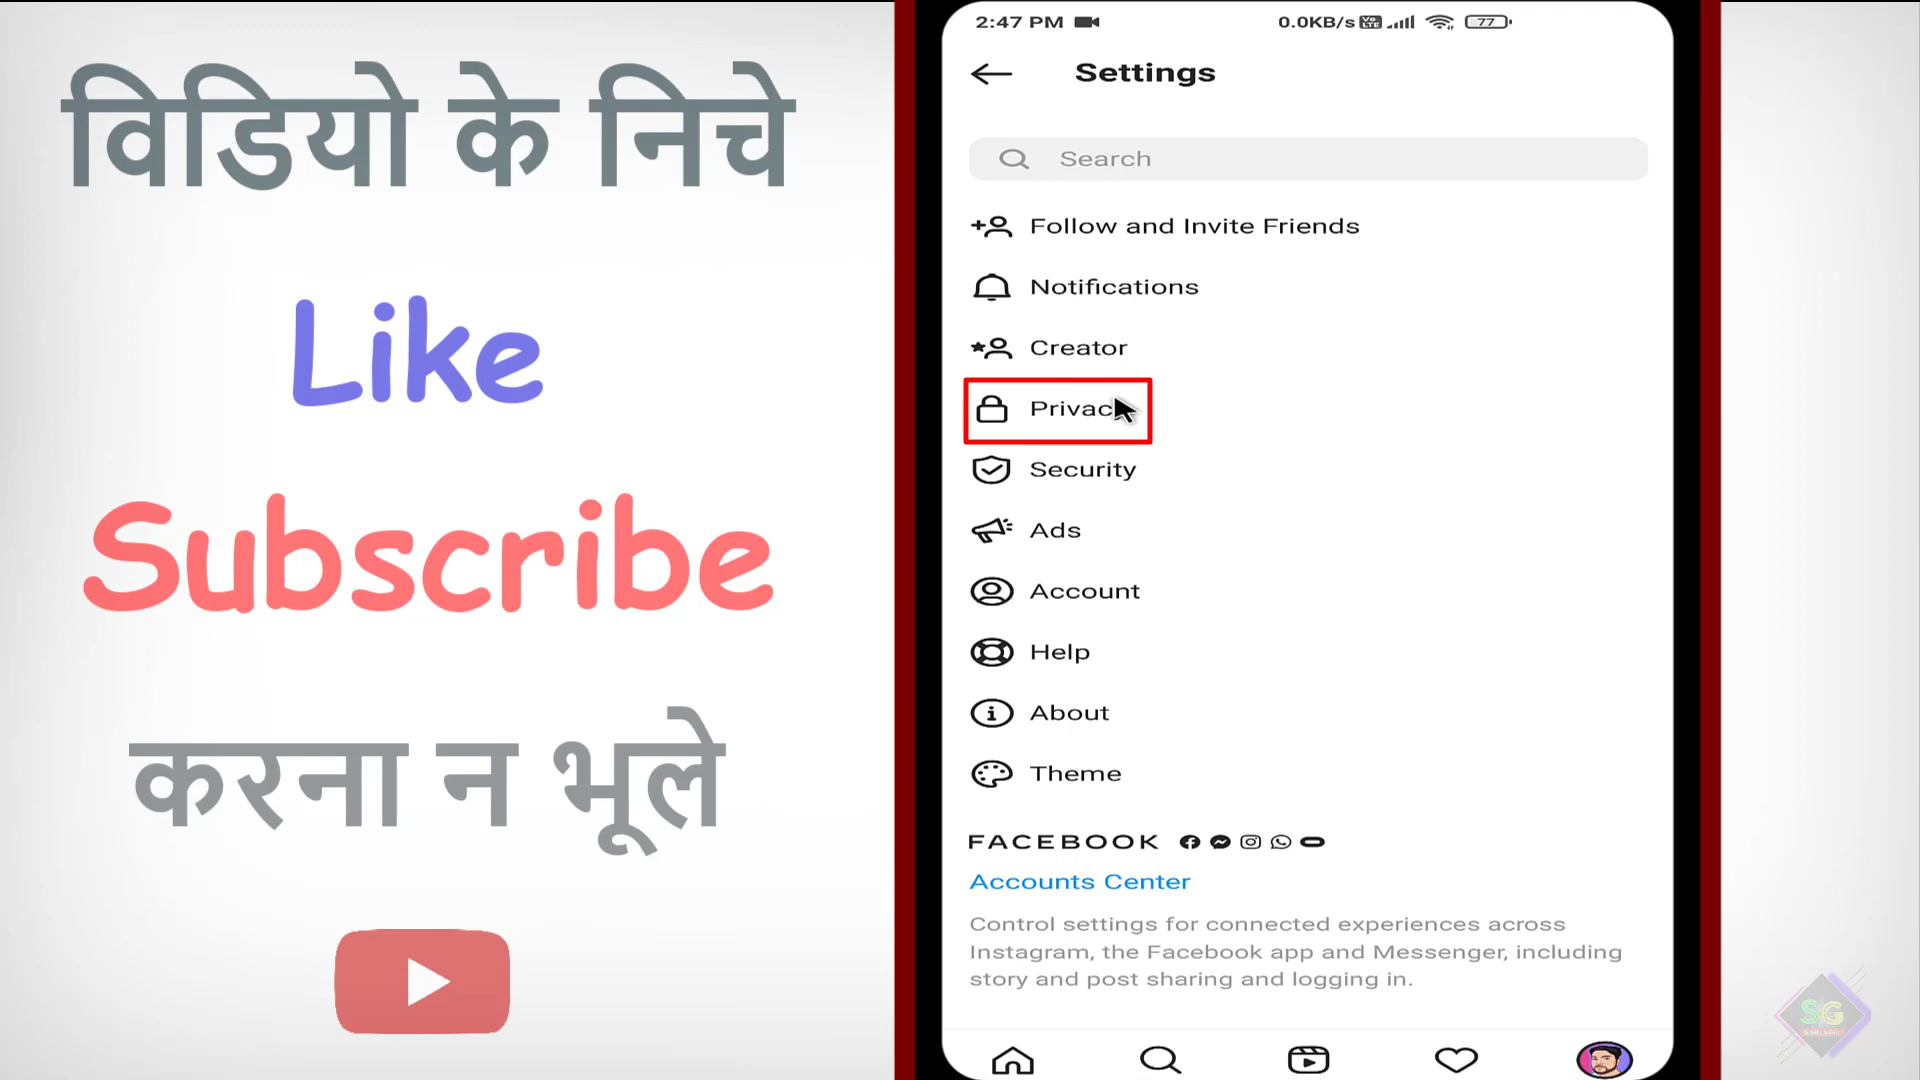 विडियो के निचे
Like
Subscribe
करना न भूले
2:47 PM
0.0KB/s
77
Settings
Search
Follow and Invite Friends
Notifications
Creator
Security
Ads
Account
Help
About
Theme
FACEBOOK
Accounts Center
Control settings for connected experiences across
Instagram, the Facebook app and Messenger, including
story and post sharing and logging in.
SG